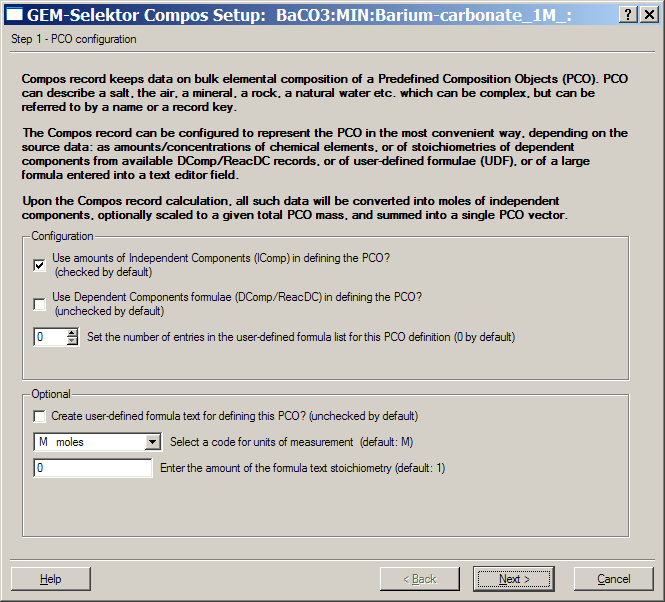 GEM-Selektor Compos Setup:  BaCO3:MIN:Barium-carbonate_1M_:
Step 1 - PCO configuration
Compos record keeps data on bulk elemental composition of a Predefined Composition Objects (PCO). PCO
can describe a salt, the air, a mineral, a rock, a natural water etc. which can be complex, but can be
referred to by a name or a record key.
The Compos record can be configured to represent the PCO in the most convenient way, depending on the
source data: as amounts/concentrations of chemical elements, or of stoichiometries of dependent
components from available DComp/ReacDC records, or of user-defined formulae (UDF), or of a large
formula entered into a text editor field.
Upon the Compos record calculation, all such data will be converted into moles of independent
components, optionally scaled to a given total PCO mass, and summed into a single PCO vector.
Configuration
Use amounts of Independent Components (IComp) in defining the PCO?
(checked by default)
Use Dependent Components formulae (DComp/ReacDC) in defining the PCO?
(unchecked by default)
0 Set the number of entries in the user-defined formula list for this PCO definition (0 by default)
Optional
Create user-defined formula text for defining this PCO? (unchecked by default)
M moles Select a code for units of measurement (default: M)
0 Enter the amount of the formula text stoichiometry (default: 1)
Help < Back Next > Cancel